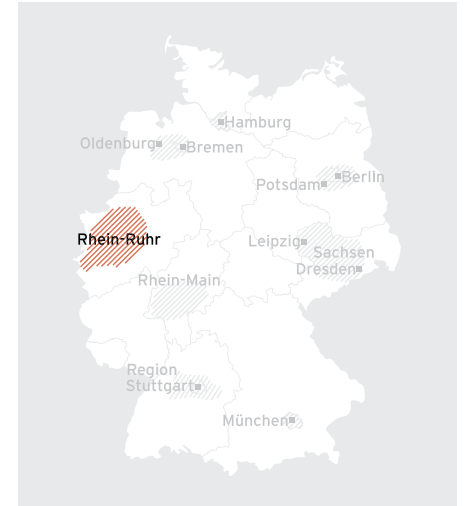 Hamburg
Oldenburg
Bremen
Berlin
Potsdam
Rhein-Ruhr
Leipzig
Sachsen
Dresden
Rhein-Main
Region
Stuttgart
München